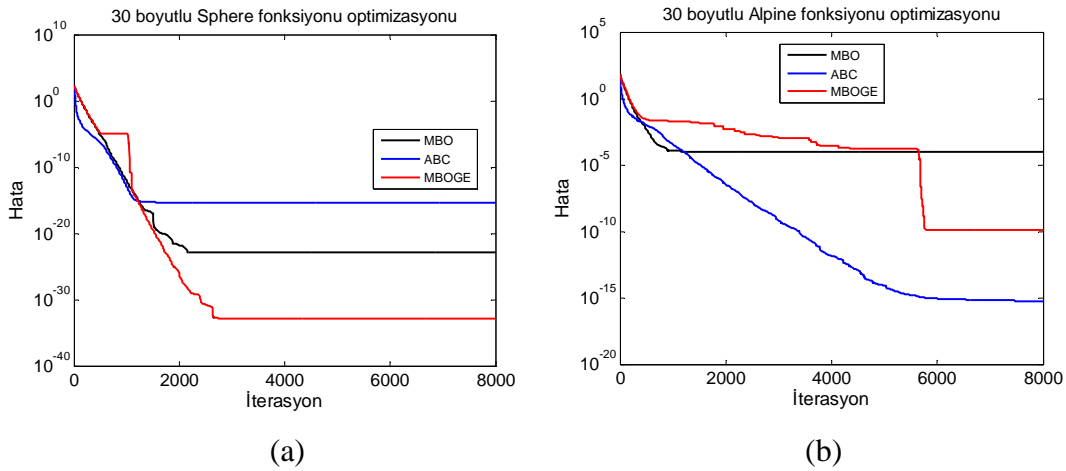 30 boyutlu Sphere fonksiyonu optimizasyonu
10^10
10^0
10^-10
10^-20
10^-30
10^-40
Hata
0 2000 4000 6000 8000
İterasyon
MBO
ABC
MBOGE
(a)
30 boyutlu Alpine fonksiyonu optimizasyonu
10^5
10^0
10^-5
10^-10
10^-15
10^-20
Hata
0 2000 4000 6000 8000
İterasyon
MBO
ABC
MBOGE
(b)